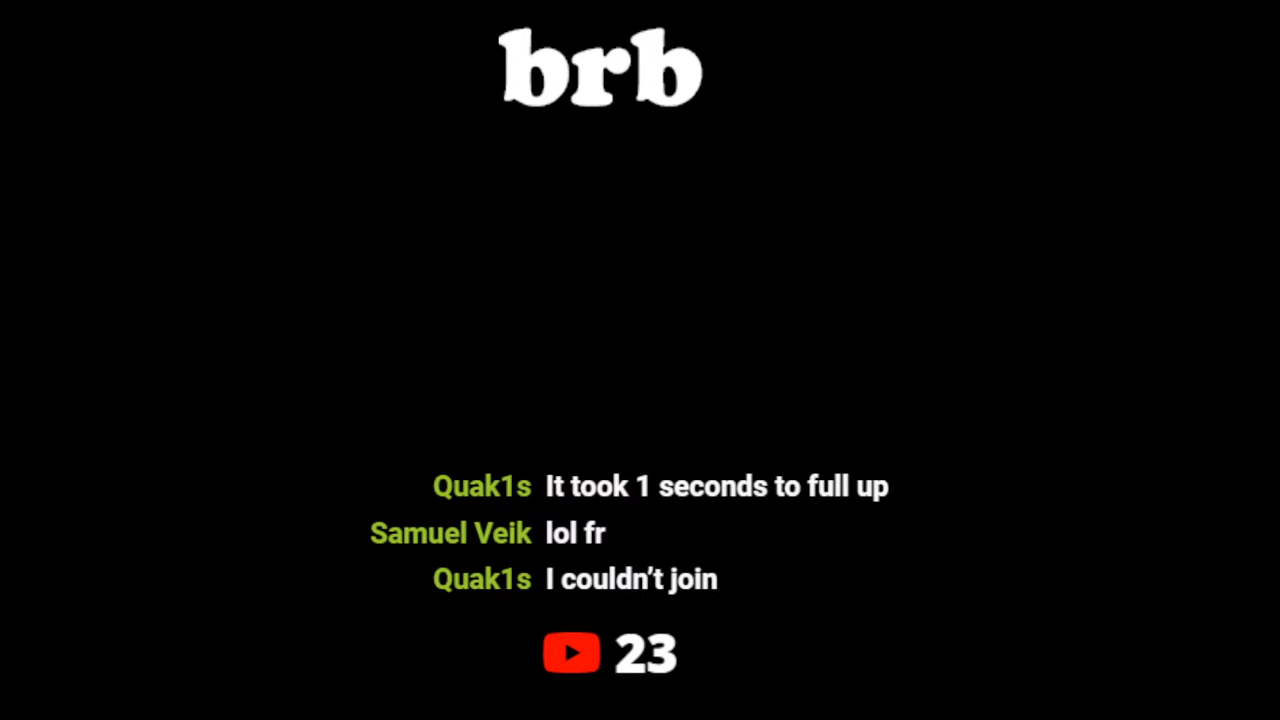 brb
Quak1s It took 1 seconds to full up
Samuel Veik lol fr
Quak1s I couldn’t join
23